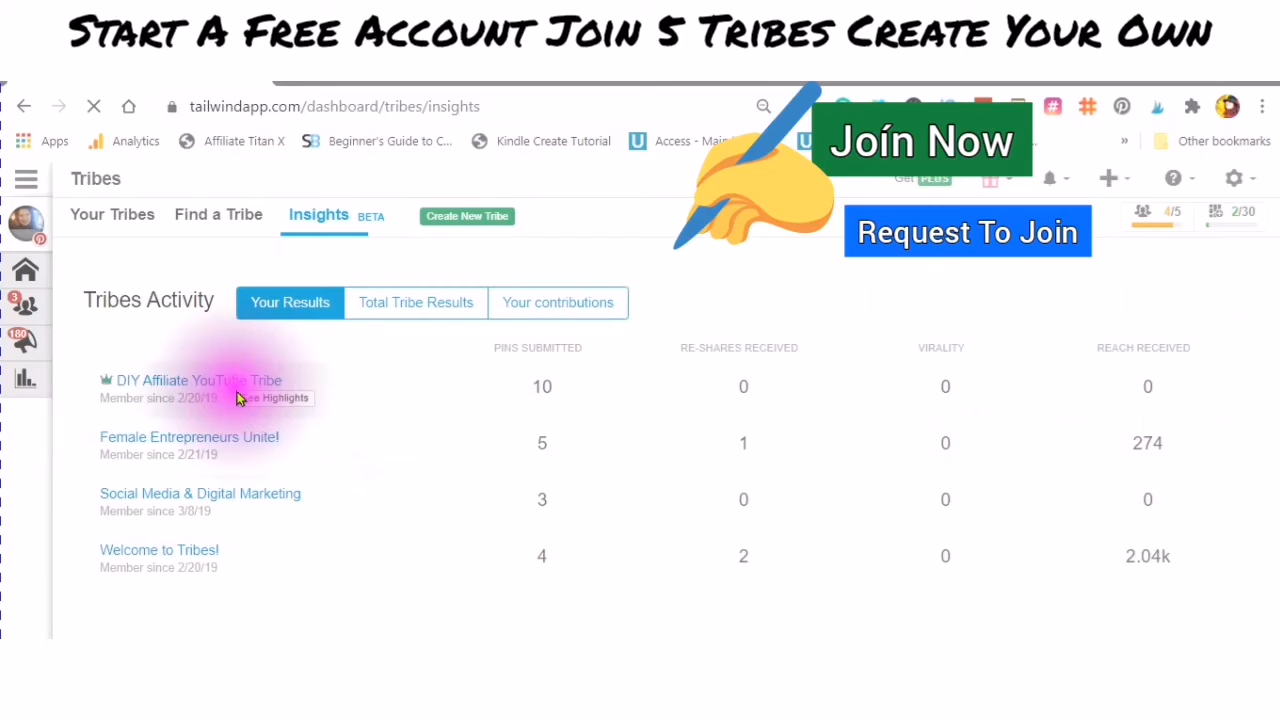 Start A Free Account Join 5 Tribes Create Your Own
tailwindapp.com/dashboard/tribes/insights
Apps Analytics Affiliate Titan X Beginner's Guide to C... Kindle Create Tutorial Access - Main » Other bookmarks
Joín Now
Tribes
Get PLUS
Your Tribes Find a Tribe Insights BETA Create New Tribe
4/5 2/30
Request To Join
3
180
Tribes Activity Your Results Total Tribe Results Your contributions
PINS SUBMITTED RE-SHARES RECEIVED VIRALITY REACH RECEIVED
DIY Affiliate YouTube Tribe 10 0 0 0
Member since 2/20/19 Highlights
Female Entrepreneurs Unite! 5 1 0 274
Member since 2/21/19
Social Media & Digital Marketing 3 0 0 0
Member since 3/8/19
Welcome to Tribes! 4 2 0 2.04k
Member since 2/20/19